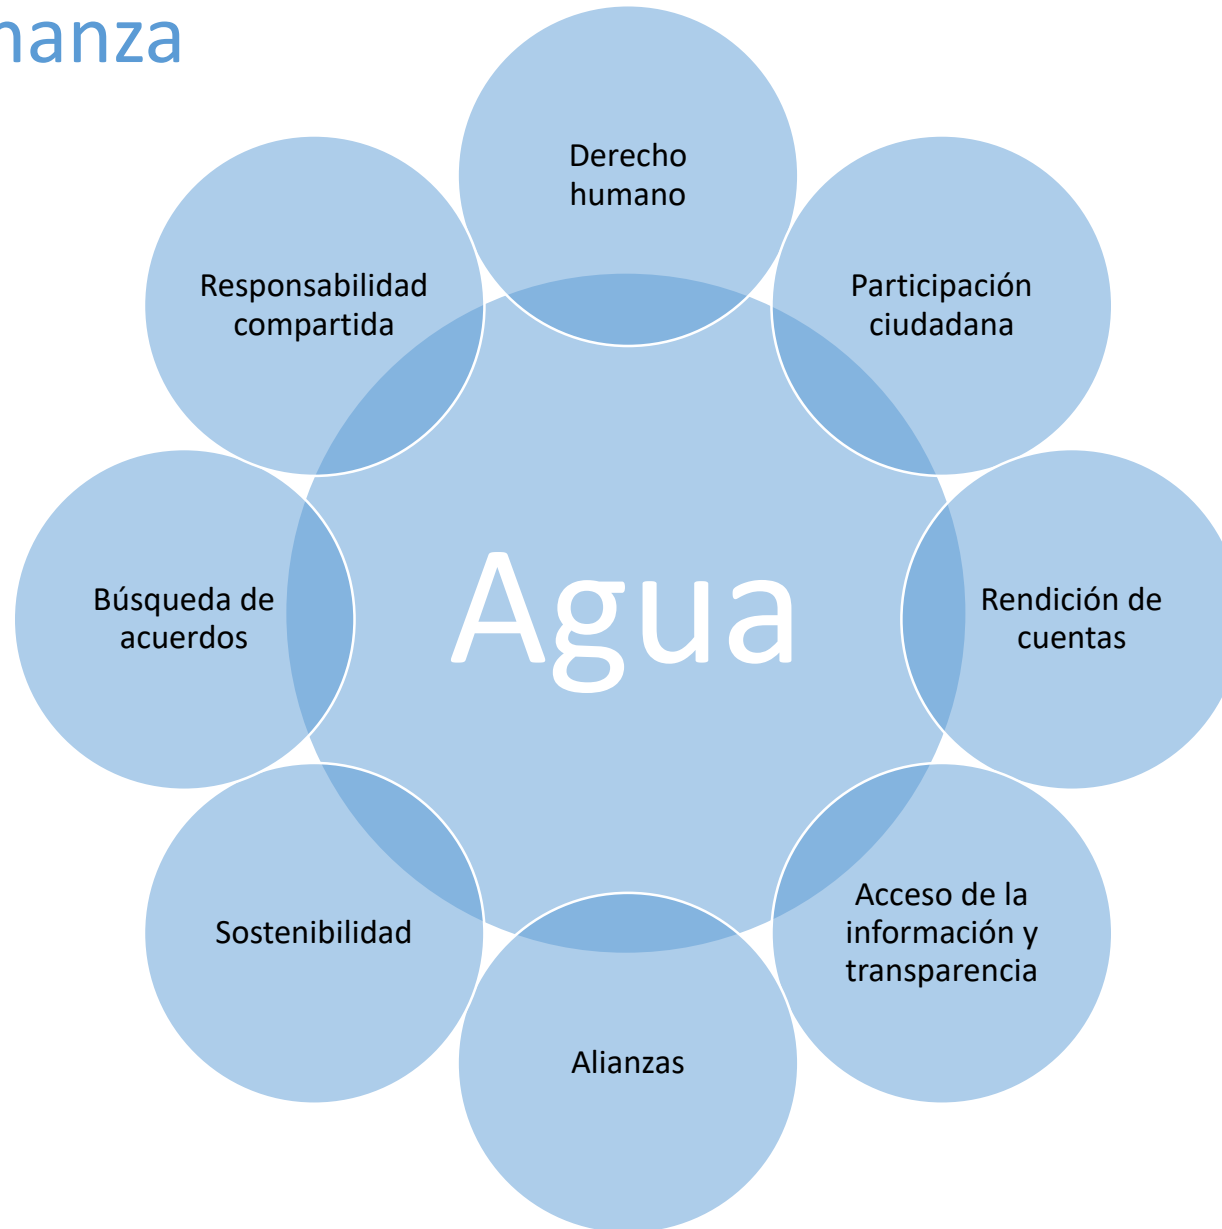 nanza
Derecho
humano
Participación
ciudadana
Rendición de
cuentas
Acceso de la
información y
transparencia
Alianzas
Sostenibilidad
Búsqueda de
acuerdos
Responsabilidad
compartida
Agua